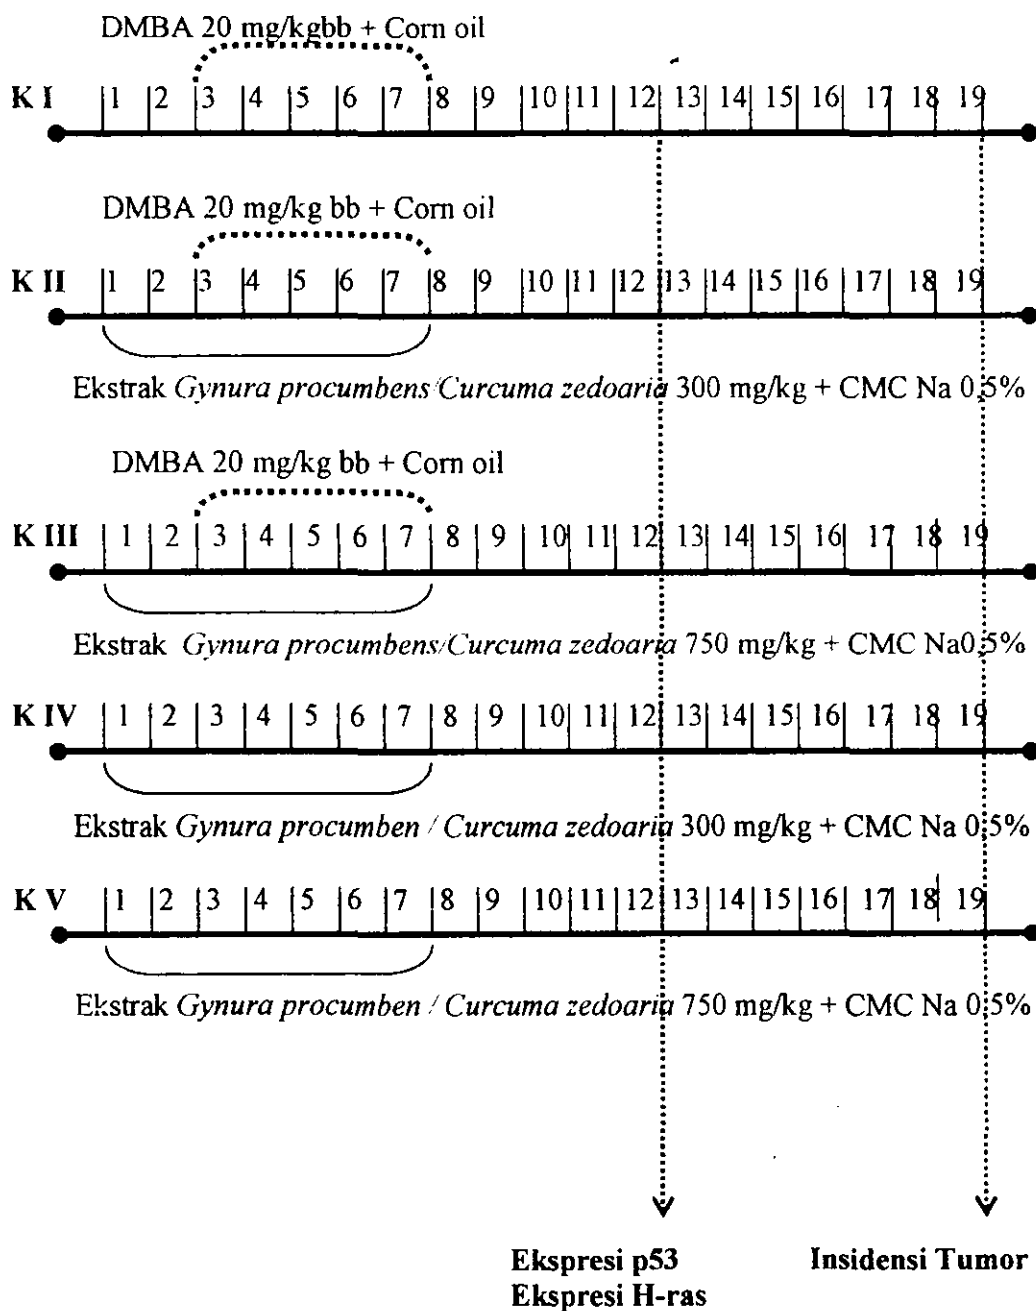 DMBA 20 mg/kgbb + Corn oil
K I 1 2 3 4 5 6 7 8 9 10 11 12 13 14 15 16 17 18 19
DMBA 20 mg/kg bb + Corn oil
K II 1 2 3 4 5 6 7 8 9 10 11 12 13 14 15 16 17 18 19
Ekstrak Gynura procumbens/Curcuma zedoaria 300 mg/kg + CMC Na 0,5%
DMBA 20 mg/kg bb + Corn oil
K III 1 2 3 4 5 6 7 8 9 10 11 12 13 14 15 16 17 18 19
Ekstrak Gynura procumbens/Curcuma zedoaria 750 mg/kg + CMC Na0,5%
K IV 1 2 3 4 5 6 7 8 9 10 11 12 13 14 15 16 17 18 19
Ekstrak Gynura procumben / Curcuma zedoaria 300 mg/kg + CMC Na 0,5%
K V 1 2 3 4 5 6 7 8 9 10 11 12 13 14 15 16 17 18 19
Ekstrak Gynura procumben / Curcuma zedoaria 750 mg/kg + CMC Na 0,5%
Ekspresi p53 Insidensi Tumor
Ekspresi H-ras